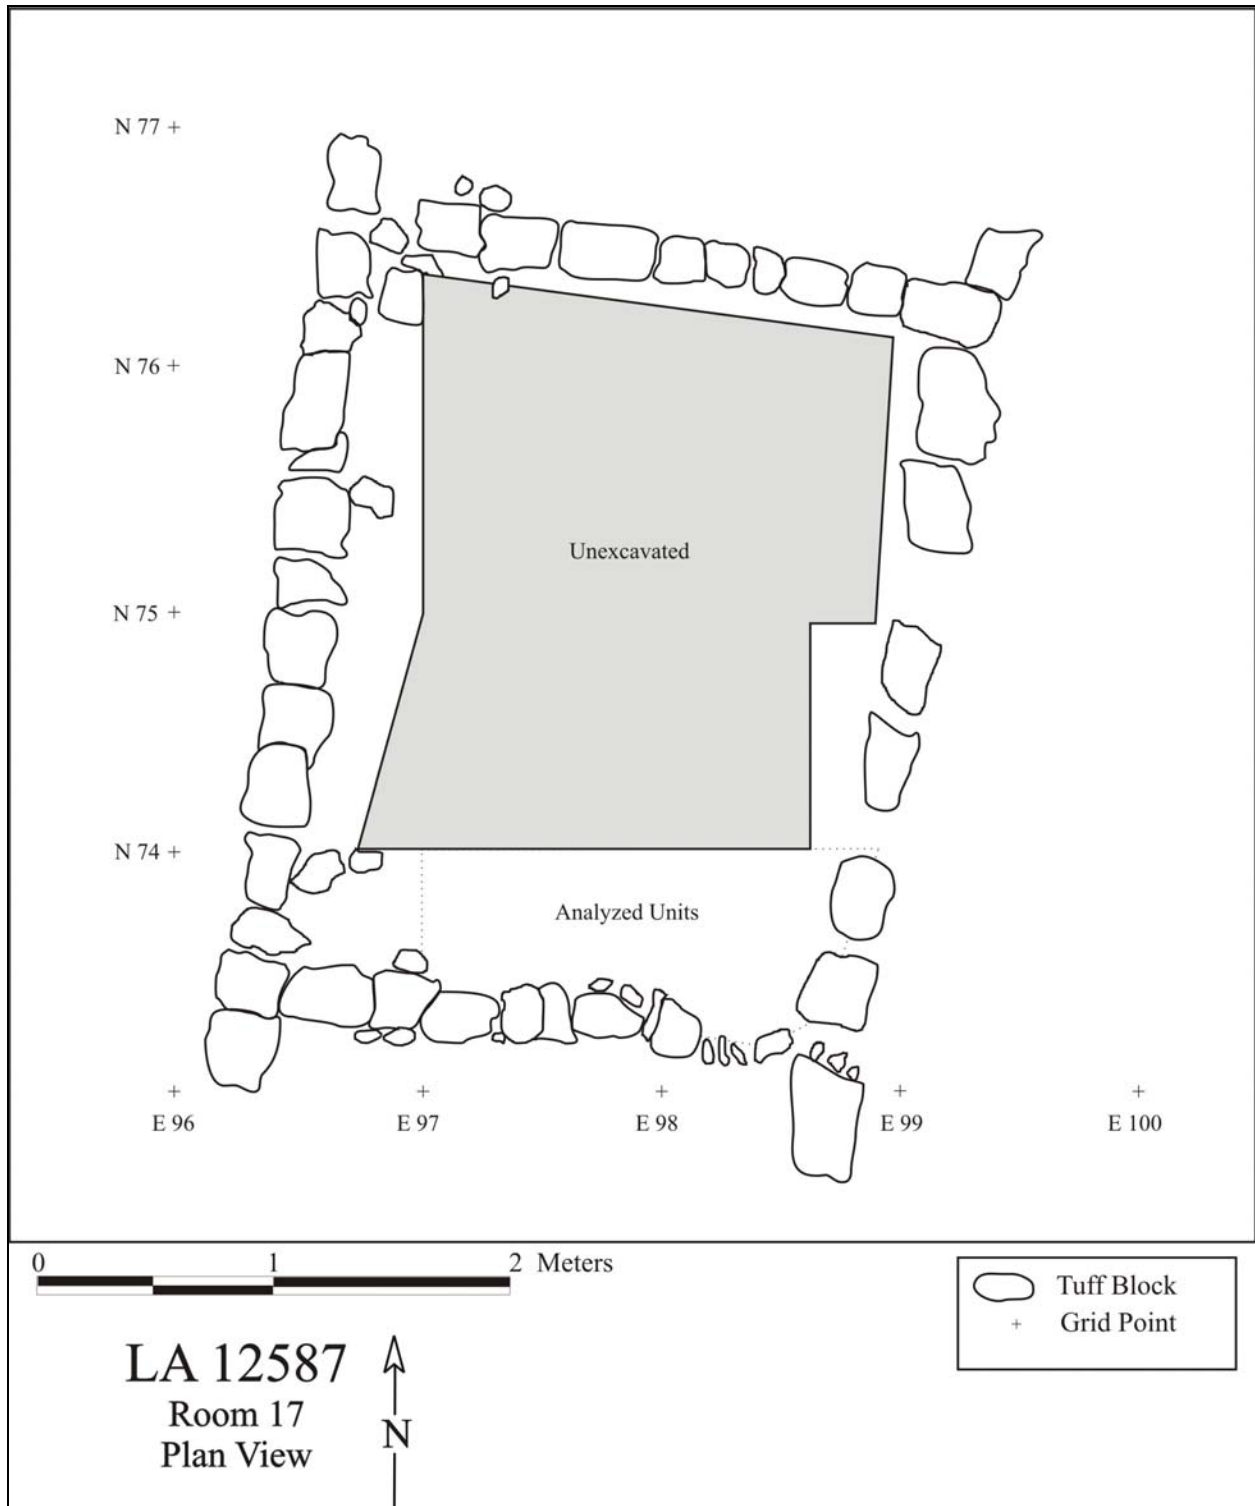 N 77 +
N 76 +
Unexcavated
N 75 +
N 74 +
Analyzed Units
E 96
E 97
E 98
E 99
E 100
0 1 2 Meters
Tuff Block
+ Grid Point
LA 12587
Room 17
Plan View
N